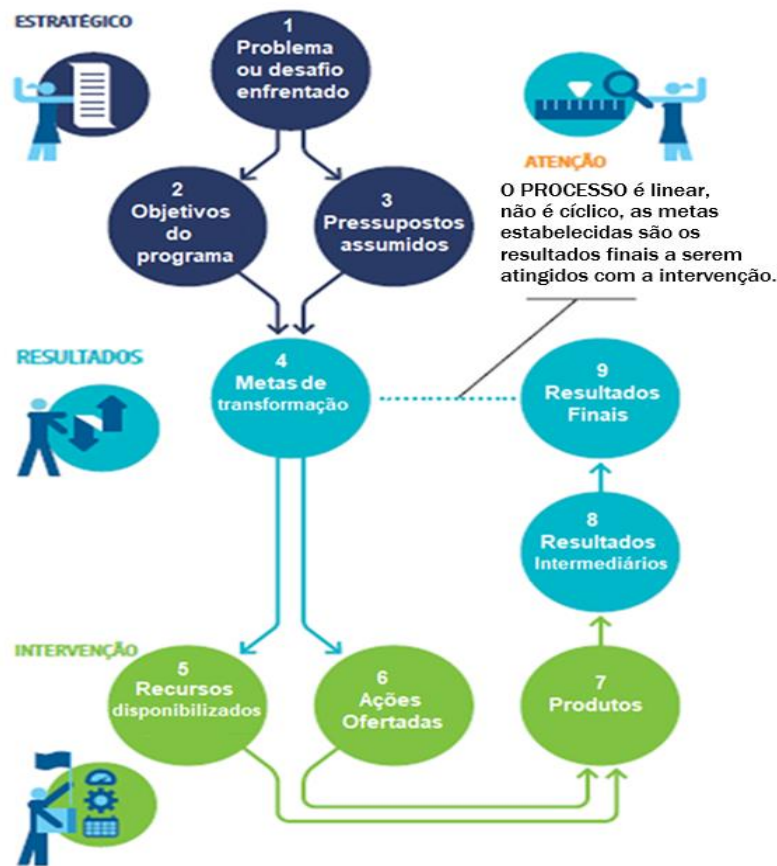 ESTRATÉGICO
1
Problema
ou desafio
enfrentado
2
Objetivos
do
programa
3
Pressupostos
assumidos
ATENÇÃO
O PROCESSO é linear,
não é cíclico, as metas
estabelecidas são os
resultados finais a serem
atingidos com a intervenção.
RESULTADOS
4
Metas de
transformação
9
Resultados
Finais
8
Resultados
Intermediários
INTERVENÇÃO
5
Recursos
disponibilizados
6
Ações
Ofertadas
7
Produtos